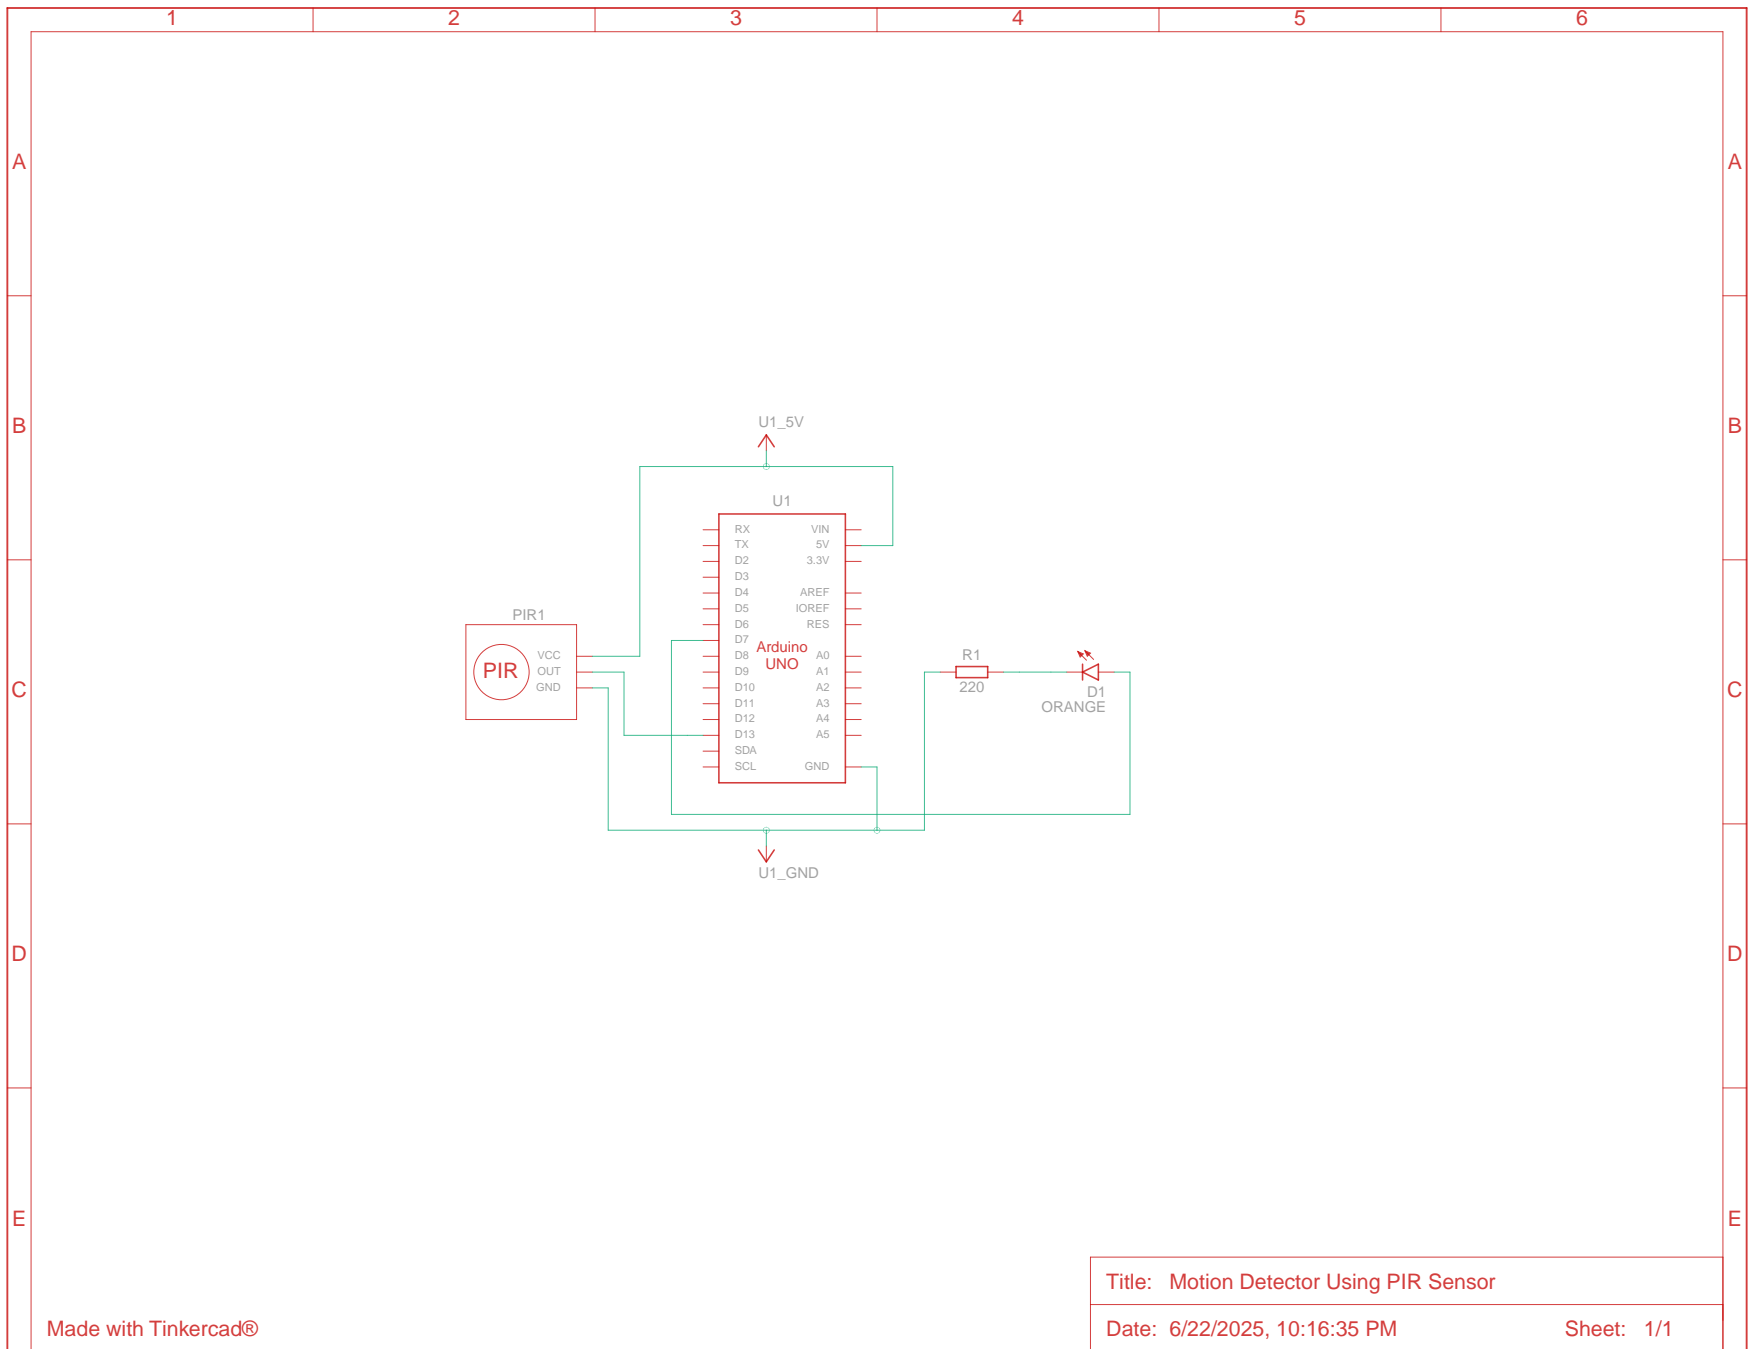 1 2 3 4 5 6
A A
U1_5V
B B
U1
RX VIN
TX 5V
D2 3.3V
D3
D4 AREF
D5 IOREF
D6 RES
D7
D8 A0
D9 A1
D10 A2
D11 A3
D12 A4
D13 A5
SDA
SCL GND
Arduino
UNO
PIR1
PIR
VCC
OUT
GND
R1
220
D1
ORANGE
C C
U1_GND
D D
E E
Title: Motion Detector Using PIR Sensor
Made with Tinkercad®
Date: 6/22/2025, 10:16:35 PM Sheet: 1/1